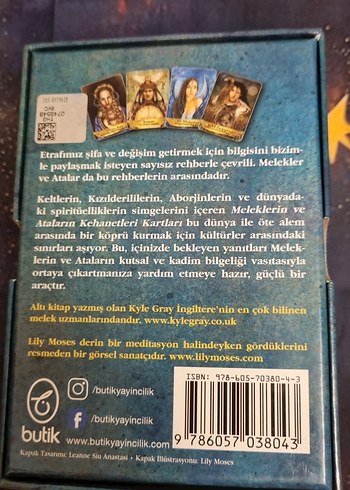 Etrafımız şifa ve değişim getirmek için bilgisini bizim-
le paylaşmak isteyen sayısız rehberle çevrili. Melekler
ve Atalar da bu rehberlerin arasındadır.
Keltlerin, Kızılderililerin, Aborjinlerin ve dünyada-
ki spiritüelliklerin simgelerini içeren Meleklerin ve
Ataların Kehanetleri Kartları bu dünya ile öte alem
arasında bir köprü kurmak için kültürler arasındaki
sınırları aşıyor. Bu, içinizde bekleyen yanıtları Melek-
lerin ve Ataların kutsal ve kadim bilgeliği vasıtasıyla
ortaya çıkartmanıza yardım etmeye hazır, güçlü bir
araçtır.
Altı kitap yazmış olan Kyle Gray İngiltere'nin en çok bilinen
melek uzmanlarındandır. www.kylegray.co.uk
Lily Moses derin bir meditasyon halindeyken gördüklerini
resmeden bir görsel sanatçıdır. www.lilymoses.com
butik
/butikyayincilik
/butikyayincilik
www.butikyayincilik.com
ISBN: 978-605-70380-4-3
9 786057 038043
Kapak Tasarımı: Leanne Siu Anastasi • Kapak İllüstrasyonu: Lily Moses